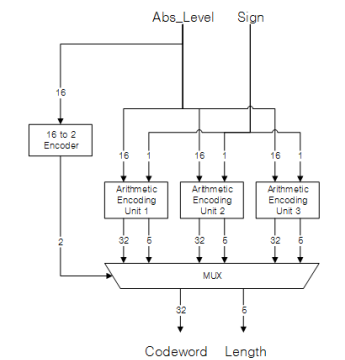 Abs_Level Sign
16
16 to 2
Encoder
16 1 16 1 16 1
Arithmetic
Encoding
Unit 1
Arithmetic
Encoding
Unit 2
Arithmetic
Encoding
Unit 3
2
32 6 32 6 32 6
MUX
32 6
Codeword Length